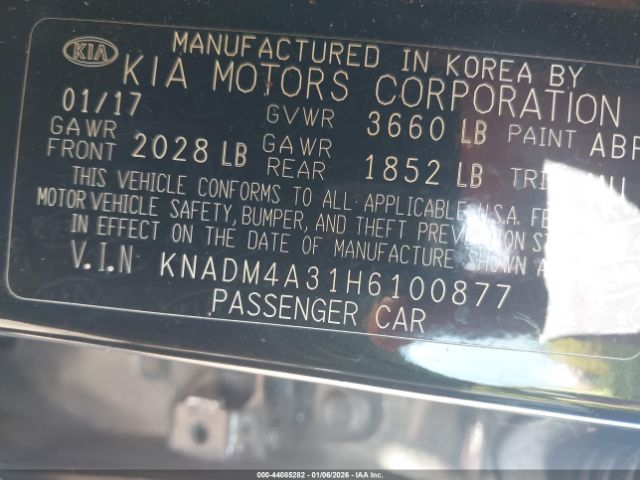 KIA MANUFACTURED IN KOREA BY
KIA MOTORS CORPORATION
01/17 GVWR 3660 LB PAINT ABP
GAWR FRONT 2028 LB GAWR REAR 1852 LB
THIS VEHICLE CONFORMS TO ALL APPLICABLE U.S.A.
MOTOR VEHICLE SAFETY, BUMPER, AND THEFT PREVENTION
IN EFFECT ON THE DATE OF MANUFACTURE SHOWN
V.I.N KNADM4A31H6100877
PASSENGER CAR
000-44085282 | 01/06/2026 - IAA, Inc.